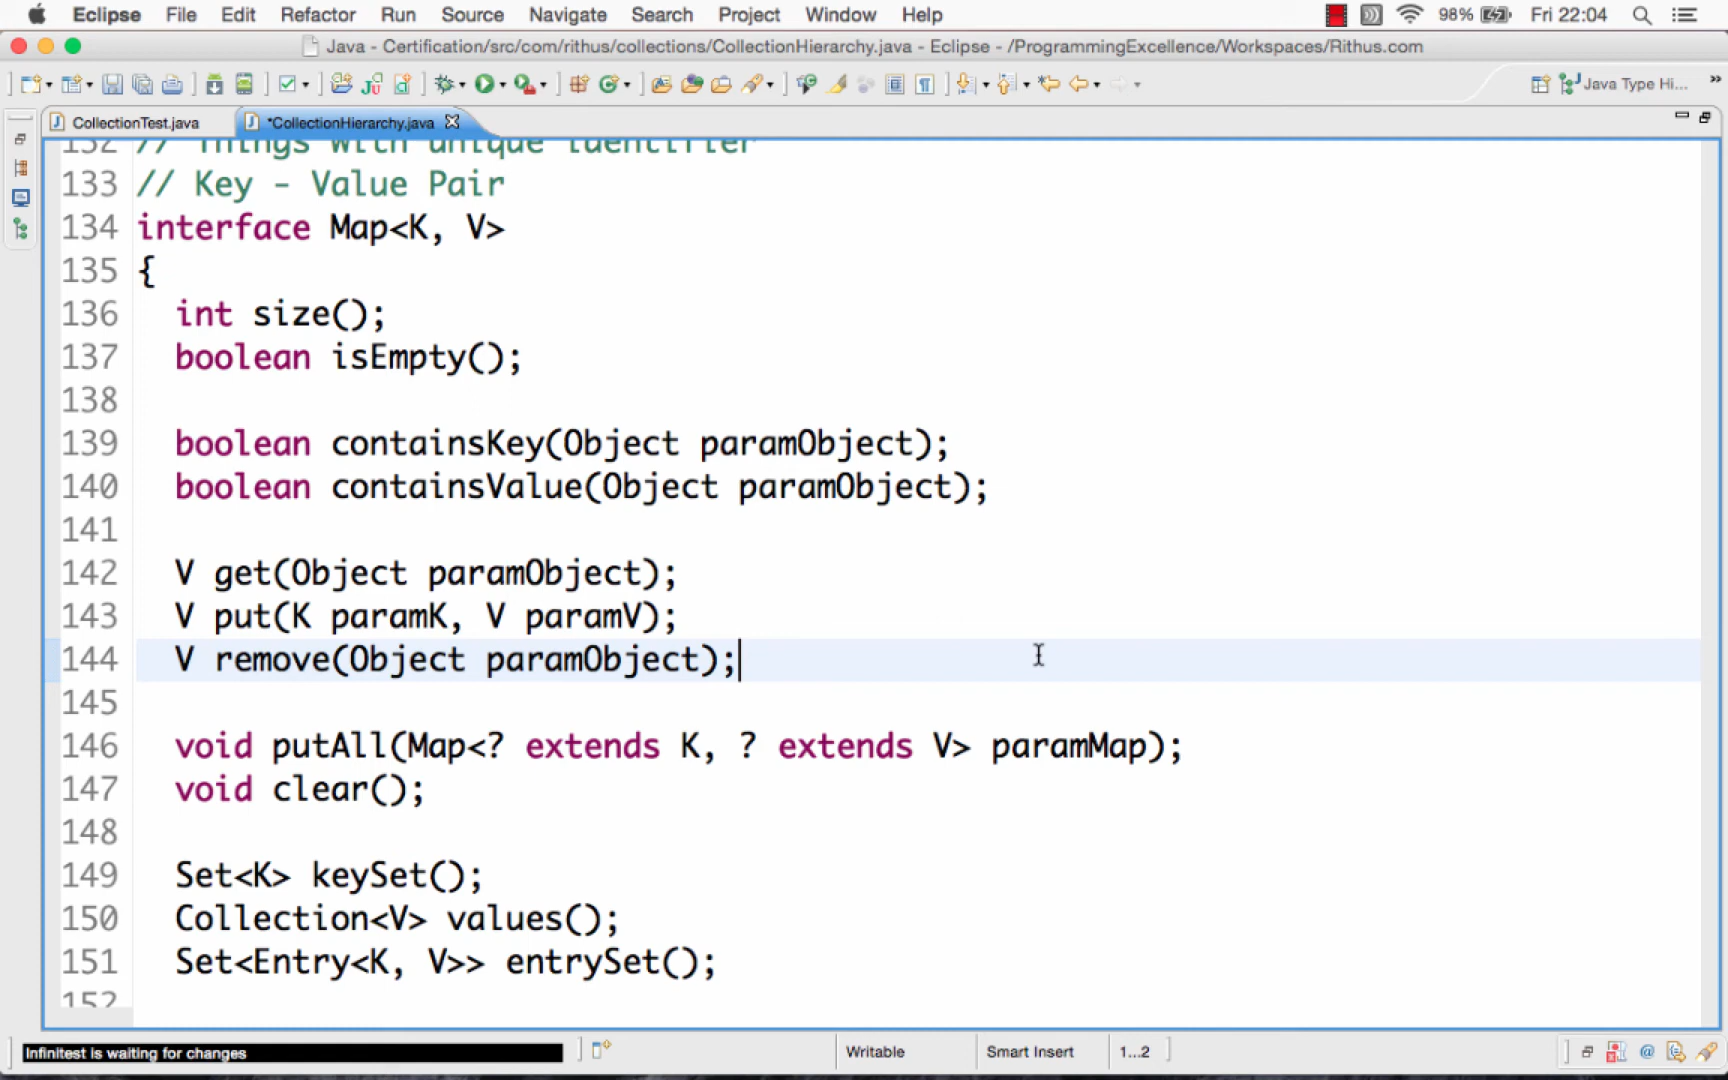 Eclipse File Edit Refactor Run Source Navigate Search Project Window Help 98% Fri 22:04
Java - Certification/src/com/rithus/collections/CollectionHierarchy.java - Eclipse - /ProgrammingExcellence/Workspaces/Rithus.com
Java Type Hi...
CollectionTest.java *CollectionHierarchy.java
132 // Things with unique identifier
133 // Key - Value Pair
134 interface Map<K, V>
135 {
136 int size();
137 boolean isEmpty();
138
139 boolean containsKey(Object paramObject);
140 boolean containsValue(Object paramObject);
141
142 V get(Object paramObject);
143 V put(K paramK, V paramV);
144 V remove(Object paramObject);
145
146 void putAll(Map<? extends K, ? extends V> paramMap);
147 void clear();
148
149 Set<K> keySet();
150 Collection<V> values();
151 Set<Entry<K, V>> entrySet();
152
Infinitest is waiting for changes Writable Smart Insert 1...2